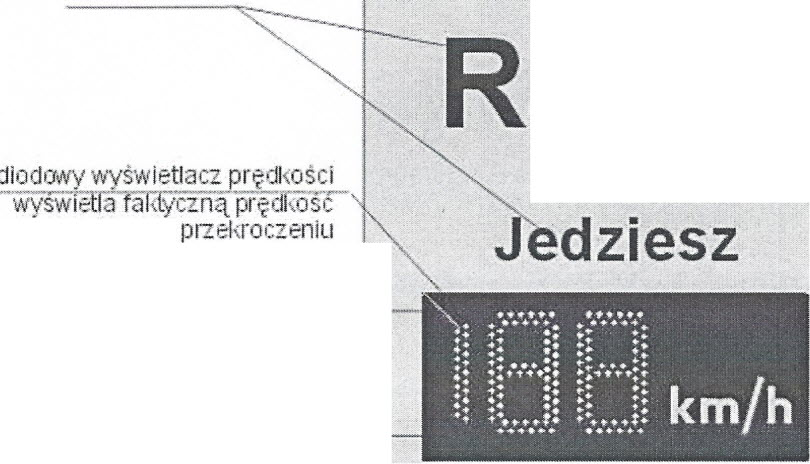 R
diodowy wyświetlacz prędkości
wyświetla faktyczną prędkość
przekroczeniu
Jedziesz
188 km/h